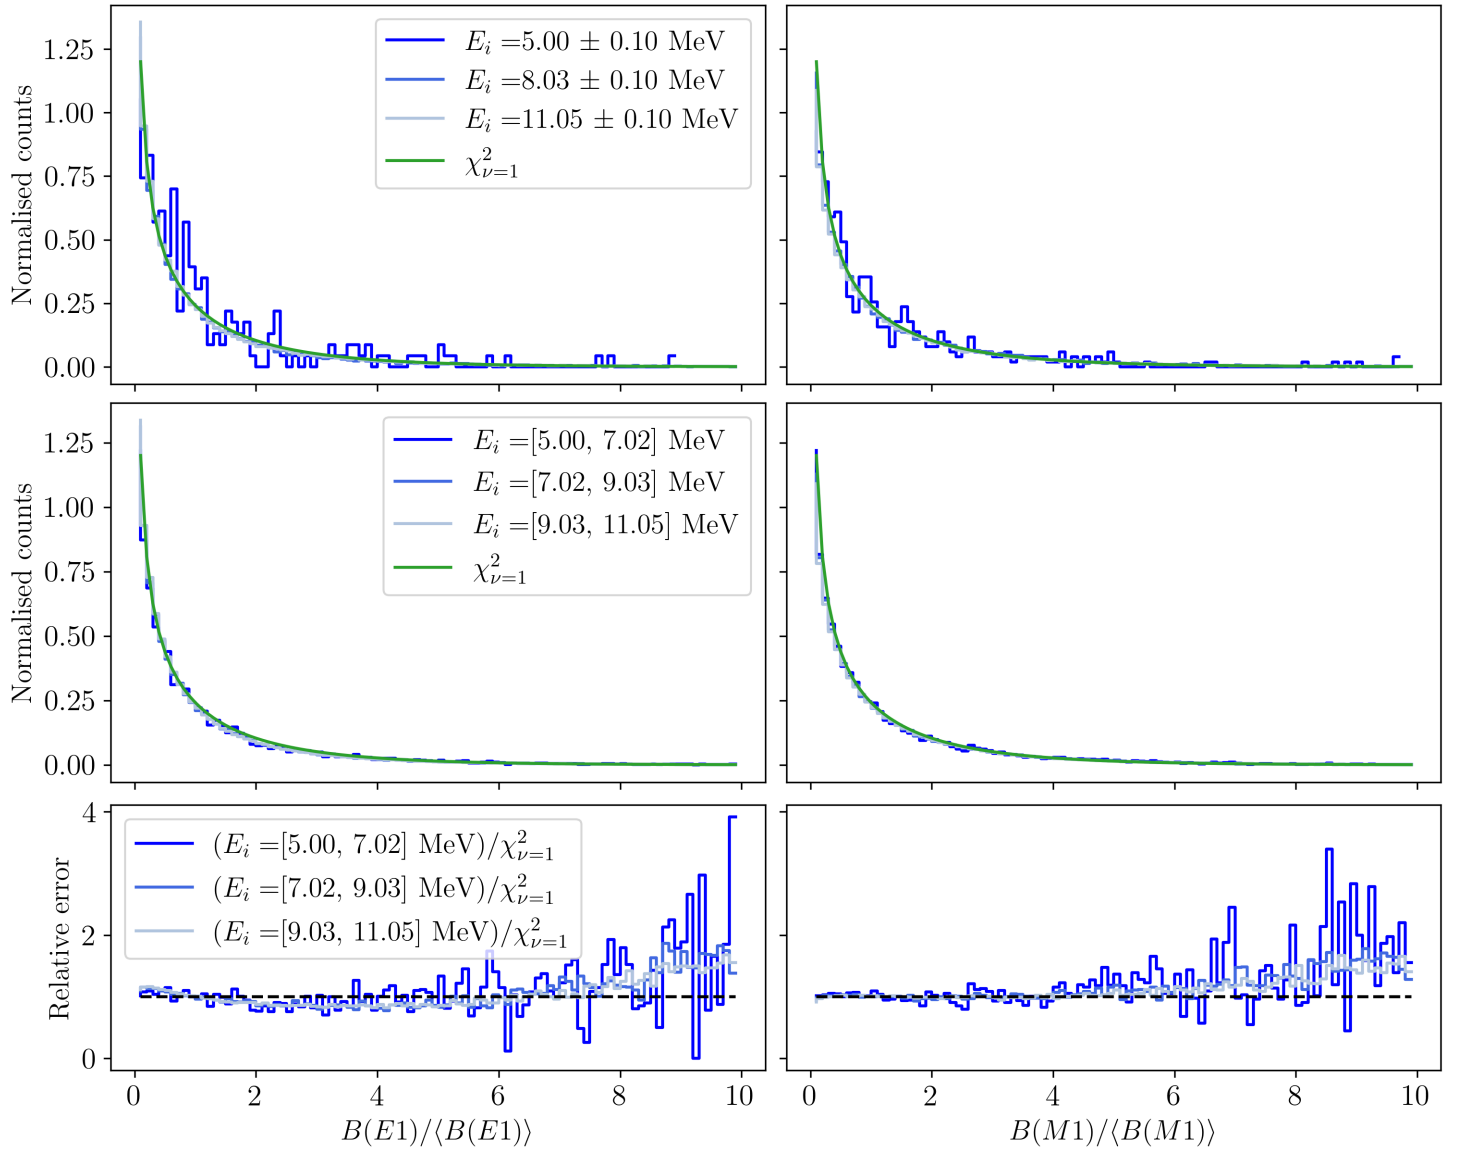 Normalised counts
1.25
1.00
0.75
0.50
0.25
0.00
E_i =5.00 ± 0.10 MeV
E_i =8.03 ± 0.10 MeV
E_i =11.05 ± 0.10 MeV
χ²_{ν=1}
Normalised counts
1.25
1.00
0.75
0.50
0.25
0.00
E_i =[5.00, 7.02] MeV
E_i =[7.02, 9.03] MeV
E_i =[9.03, 11.05] MeV
χ²_{ν=1}
Relative error
4
2
0
(E_i =[5.00, 7.02] MeV)/χ²_{ν=1}
(E_i =[7.02, 9.03] MeV)/χ²_{ν=1}
(E_i =[9.03, 11.05] MeV)/χ²_{ν=1}
0 2 4 6 8 10
B(E1)/⟨B(E1)⟩
0 2 4 6 8 10
B(M1)/⟨B(M1)⟩